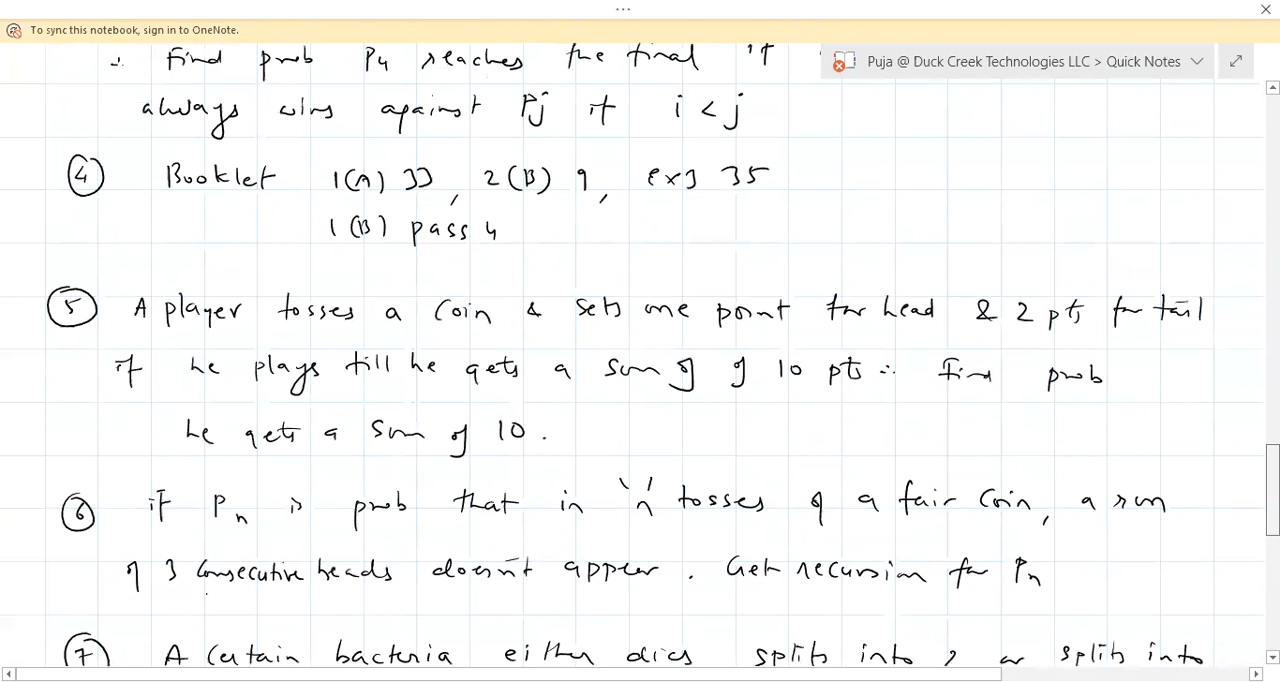 To sync this notebook, sign in to OneNote.
Puja @ Duck Creek Technologies LLC > Quick Notes
∴ Find prob P4 reaches the final if
always wins against Pj if i < j
④ Booklet 1(A) 33, 2(B) 9, ex3 35
1(B) pass 4
⑤ A player tosses a coin & gets one point for head & 2 pts for tail
if he plays till he gets a sum of of 10 pts ∴ Find prob
he gets a sum of 10.
⑥ if Pn is prob that in 'n' tosses of a fair coin, a run
of 3 consecutive heads doesn't appear. Get recursion for Pn
⑦ A certain bacteria either dies splits into 2 or splits into